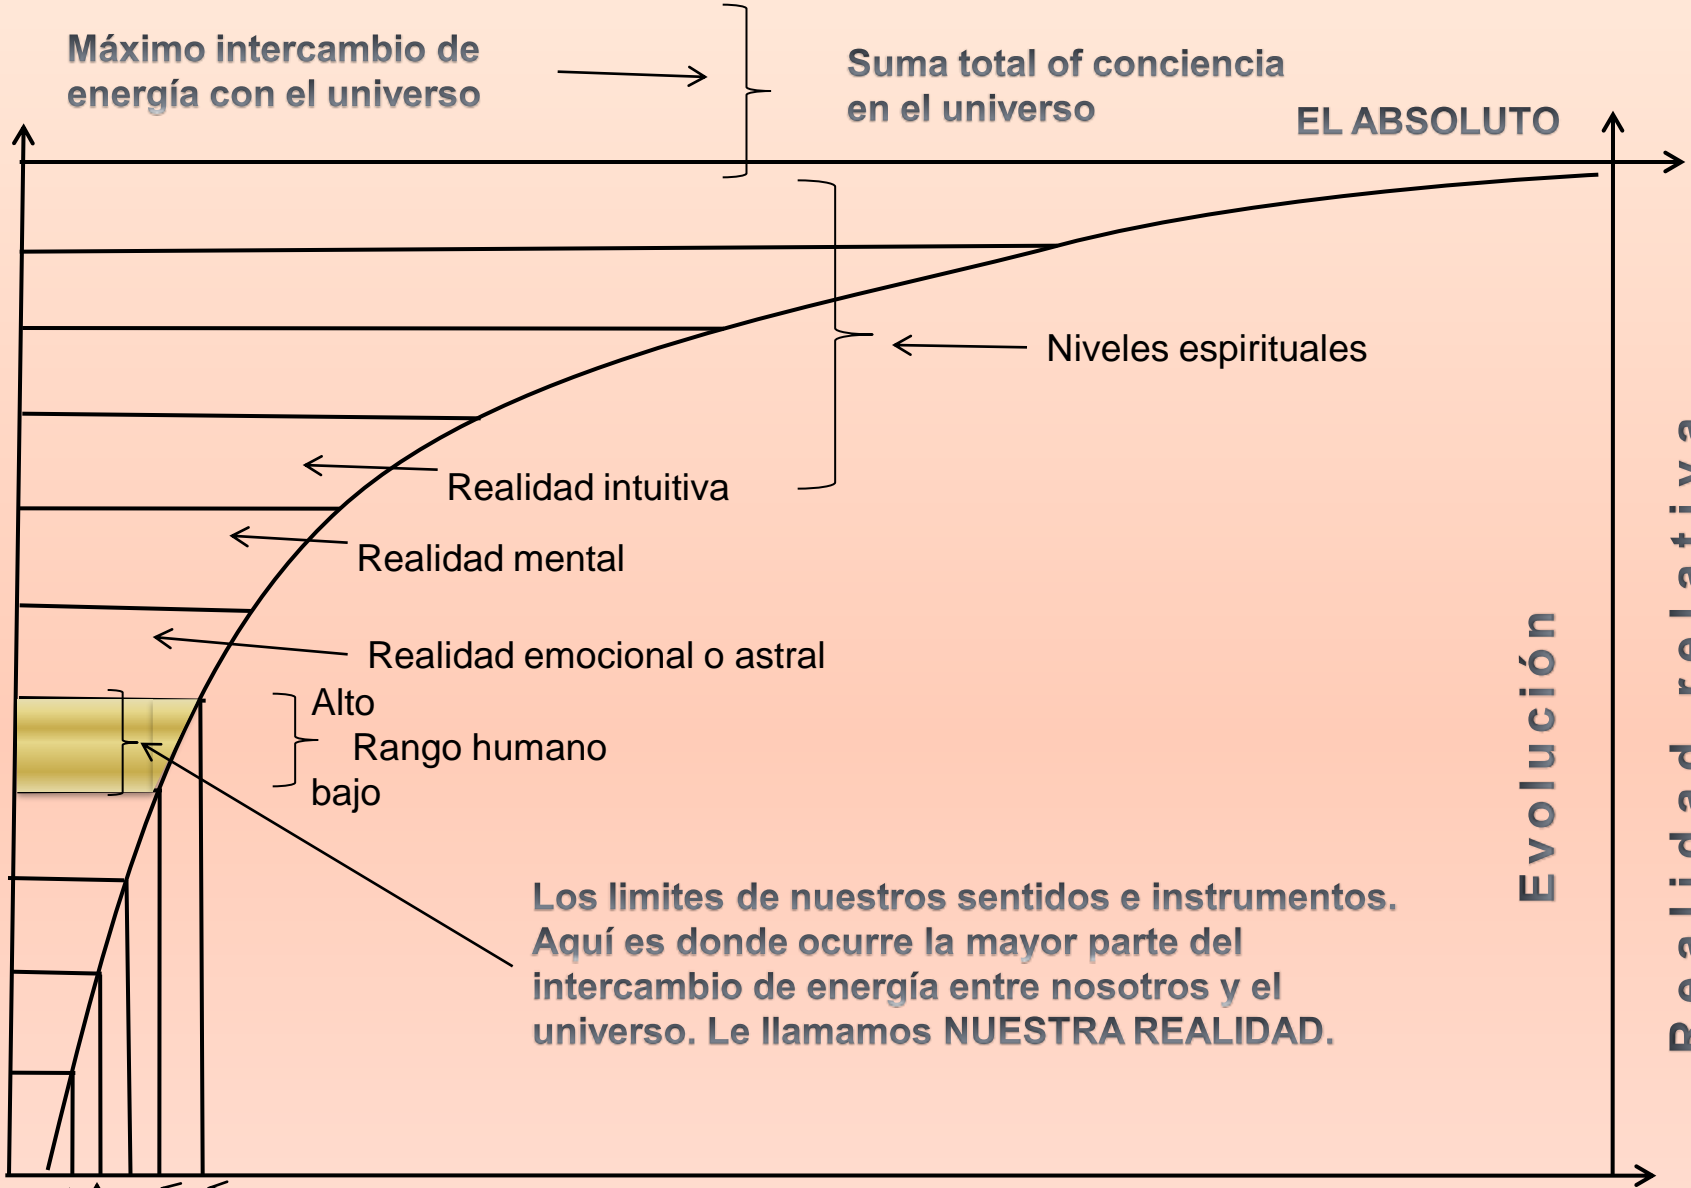 Máximo intercambio de
energía con el universo
Suma total of conciencia
en el universo
EL ABSOLUTO
Niveles espirituales
Realidad intuitiva
Realidad mental
Realidad emocional o astral
Alto
Rango humano
bajo
Los limites de nuestros sentidos e instrumentos.
Aquí es donde ocurre la mayor parte del
intercambio de energía entre nosotros y el
universo. Le llamamos NUESTRA REALIDAD.
Evolución
Realidad relativa